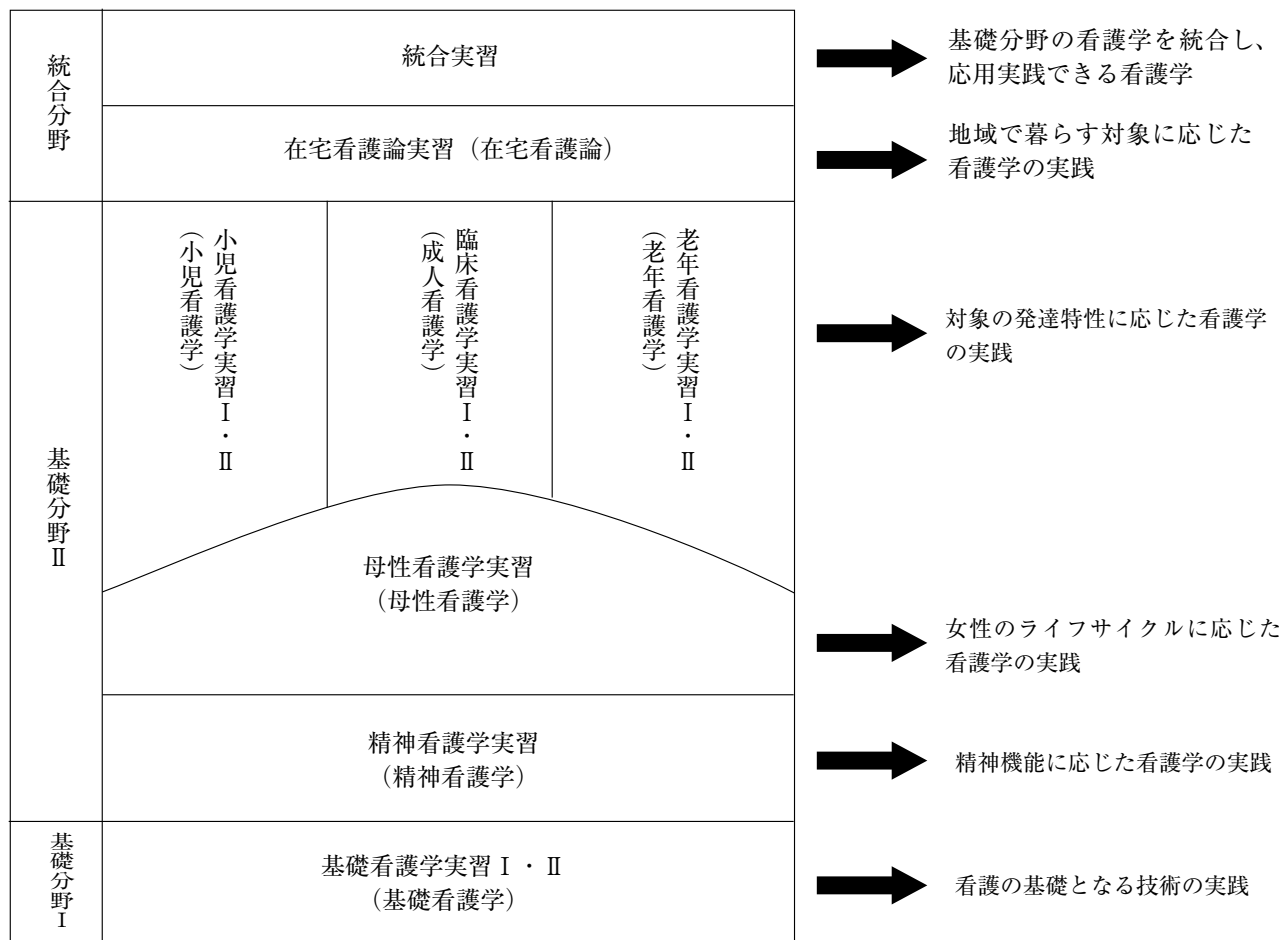 統合分野
統合実習
基礎分野の看護学を統合し、
応用実践できる看護学
在宅看護論実習（在宅看護論）
地域で暮らす対象に応じた
看護学の実践
基礎分野Ⅱ
小児看護学実習Ⅰ・Ⅱ
（小児看護学）
臨床看護学実習Ⅰ・Ⅱ
（成人看護学）
老年看護学実習Ⅰ・Ⅱ
（老年看護学）
対象の発達特性に応じた看護学
の実践
母性看護学実習
（母性看護学）
女性のライフサイクルに応じた
看護学の実践
精神看護学実習
（精神看護学）
精神機能に応じた看護学の実践
基礎分野Ⅰ
基礎看護学実習Ⅰ・Ⅱ
（基礎看護学）
看護の基礎となる技術の実践